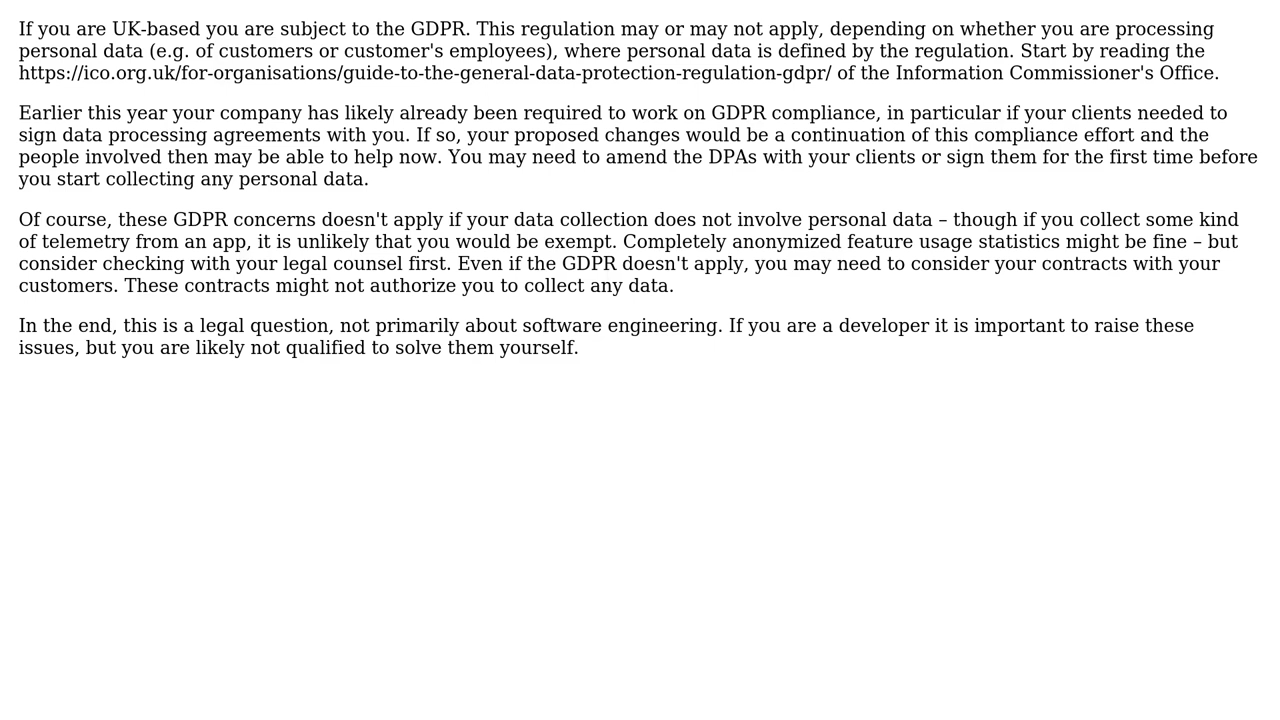 If you are UK-based you are subject to the GDPR. This regulation may or may not apply, depending on whether you are processing
personal data (e.g. of customers or customer's employees), where personal data is defined by the regulation. Start by reading the
https://ico.org.uk/for-organisations/guide-to-the-general-data-protection-regulation-gdpr/ of the Information Commissioner's Office.
Earlier this year your company has likely already been required to work on GDPR compliance, in particular if your clients needed to
sign data processing agreements with you. If so, your proposed changes would be a continuation of this compliance effort and the
people involved then may be able to help now. You may need to amend the DPAs with your clients or sign them for the first time before
you start collecting any personal data.
Of course, these GDPR concerns doesn't apply if your data collection does not involve personal data – though if you collect some kind
of telemetry from an app, it is unlikely that you would be exempt. Completely anonymized feature usage statistics might be fine – but
consider checking with your legal counsel first. Even if the GDPR doesn't apply, you may need to consider your contracts with your
customers. These contracts might not authorize you to collect any data.
In the end, this is a legal question, not primarily about software engineering. If you are a developer it is important to raise these
issues, but you are likely not qualified to solve them yourself.